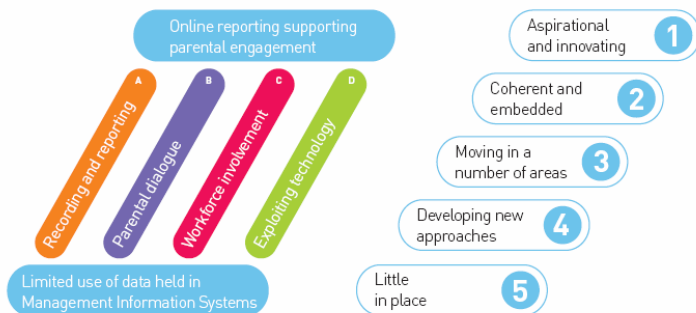 Online reporting supporting
parental engagement
A
Recording and reporting
B
Parental dialogue
C
Workforce involvement
D
Exploiting technology
Limited use of data held in
Management Information Systems
Aspirational
and innovating
1
Coherent and
embedded
2
Moving in a
number of areas
3
Developing new
approaches
4
Little
in place
5